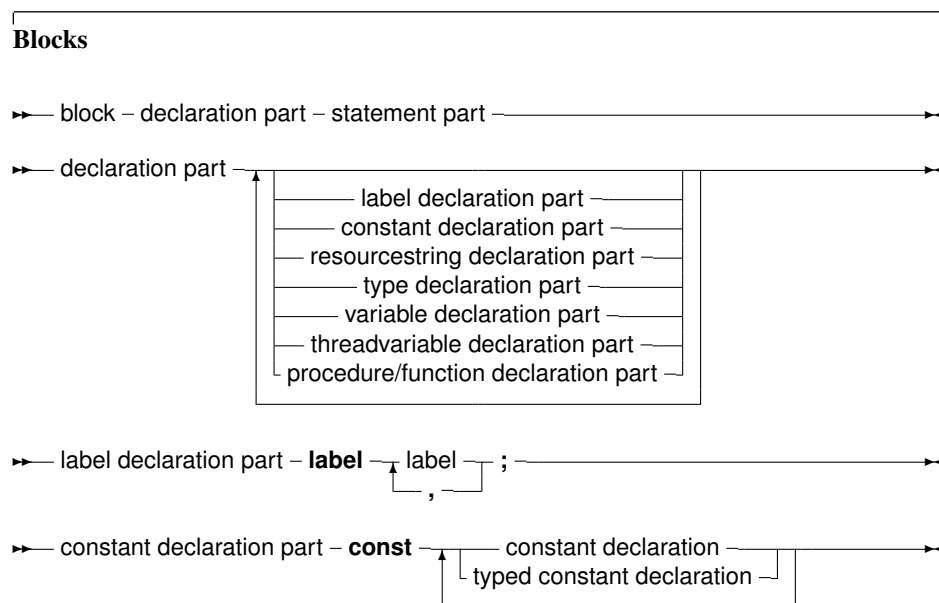 Blocks
block – declaration part – statement part
declaration part
label declaration part
constant declaration part
resourcestring declaration part
type declaration part
variable declaration part
threadvariable declaration part
procedure/function declaration part
label declaration part – label label ;
,
constant declaration part – const constant declaration
typed constant declaration